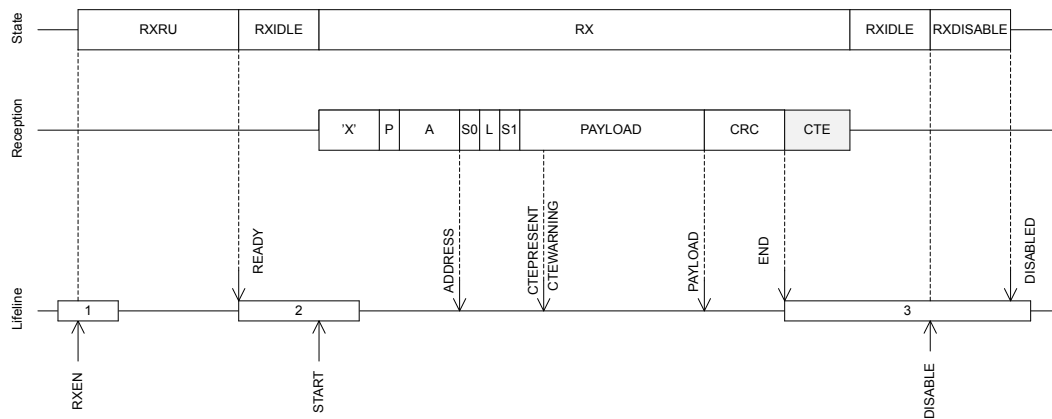 State
RXRU
RXIDLE
RX
RXIDLE
RXDISABLE
Reception
'X'
P
A
S0
L
S1
PAYLOAD
CRC
CTE
READY
ADDRESS
CTEPRESENT
CTEWARNING
PAYLOAD
END
DISABLED
Lifeline
1
2
3
RXEN
START
DISABLE